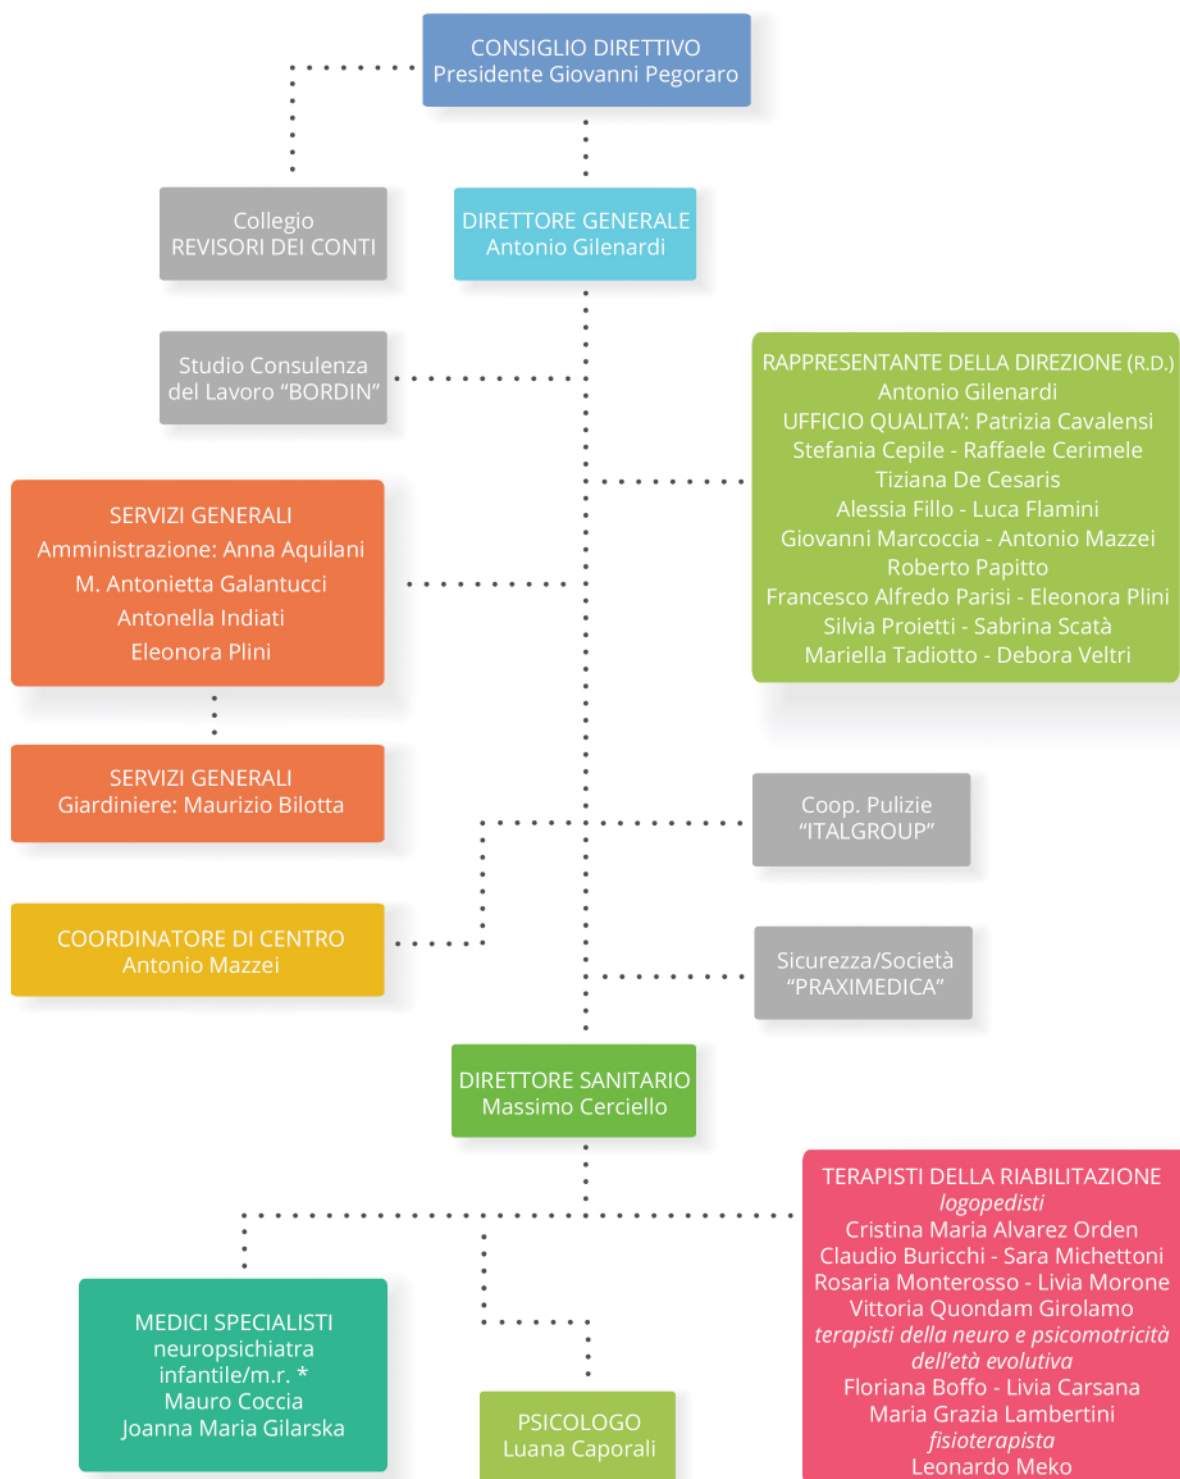 CONSIGLIO DIRETTIVO
Presidente Giovanni Pegoraro
Collegio
REVISORI DEI CONTI
DIRETTORE GENERALE
Antonio Gilenardi
Studio Consulenza
del Lavoro “BORDIN”
RAPPRESENTANTE DELLA DIREZIONE (R.D.)
Antonio Gilenardi
UFFICIO QUALITA’: Patrizia Cavalensi
Stefania Cepile - Raffaele Cerimele
Tiziana De Cesaris
Alessia Fillo - Luca Flamini
Giovanni Marcoccia - Antonio Mazzei
Roberto Papitto
Francesco Alfredo Parisi - Eleonora Plini
Silvia Proietti - Sabrina Scatà
Mariella Tadiotto - Debora Veltri
SERVIZI GENERALI
Amministrazione: Anna Aquilani
M. Antonietta Galantucci
Antonella Indiati
Eleonora Plini
SERVIZI GENERALI
Giardiniere: Maurizio Bilotta
Coop. Pulizie
“ITALGROUP”
COORDINATORE DI CENTRO
Antonio Mazzei
Sicurezza/Società
“PRAXIMEDICA”
DIRETTORE SANITARIO
Massimo Cerciello
TERAPISTI DELLA RIABILITAZIONE
logopedisti
Cristina Maria Alvarez Orden
Claudio Buricchi - Sara Michettoni
Rosaria Monterosso - Livia Morone
Vittoria Quondam Girolamo
terapisti della neuro e psicomotricità
dell’età evolutiva
Floriana Boffo - Livia Carsana
Maria Grazia Lambertini
fisioterapista
Leonardo Meko
MEDICI SPECIALISTI
neuropsichiatra
infantile/m.r. *
Mauro Coccia
Joanna Maria Gilarska
PSICOLOGO
Luana Caporali